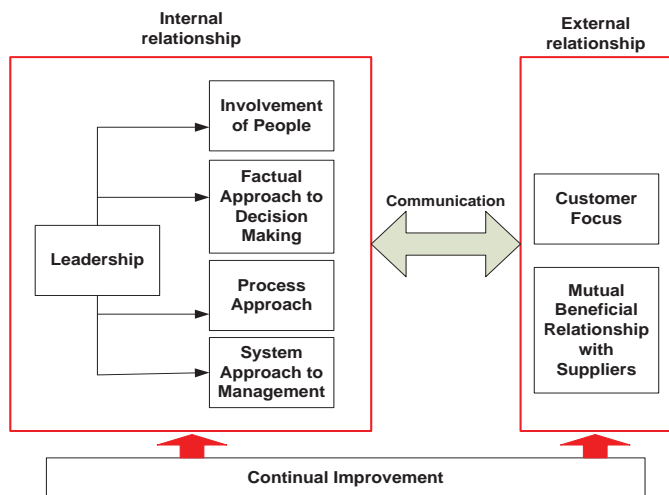 Internal
relationship
External
relationship
Involvement
of People
Factual
Approach to
Decision
Making
Leadership
Process
Approach
System
Approach to
Management
Communication
Customer
Focus
Mutual
Beneficial
Relationship
with
Suppliers
Continual Improvement